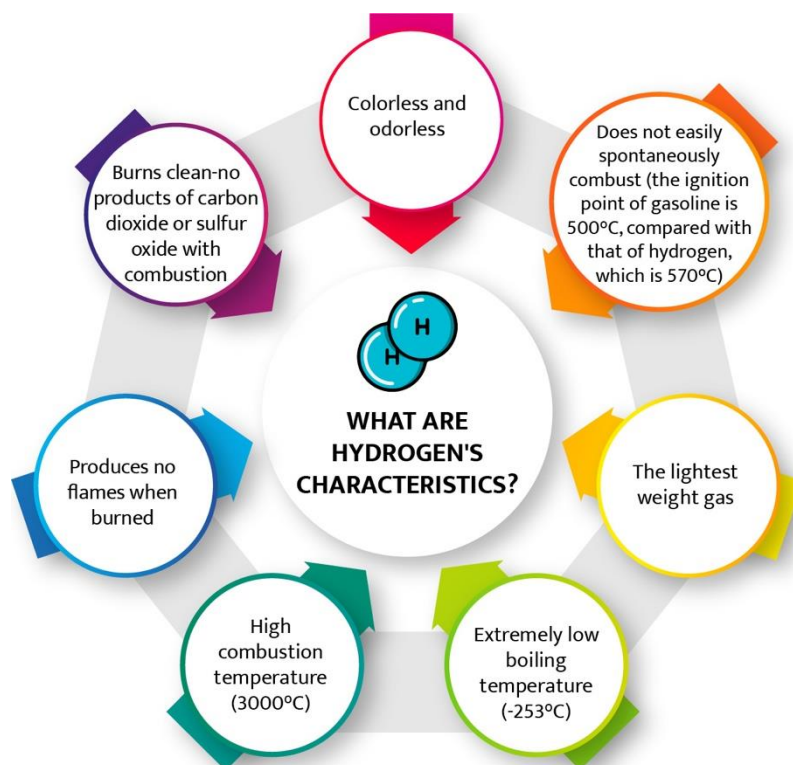 Colorless and
odorless
Does not easily
spontaneously
combust (the ignition
point of gasoline is
500ºC, compared with
that of hydrogen,
which is 570ºC)
The lightest
weight gas
Extremely low
boiling
temperature
(-253ºC)
High
combustion
temperature
(3000ºC)
Produces no
flames when
burned
Burns clean-no
products of carbon
dioxide or sulfur
oxide with
combustion
H
H
WHAT ARE
HYDROGEN'S
CHARACTERISTICS?